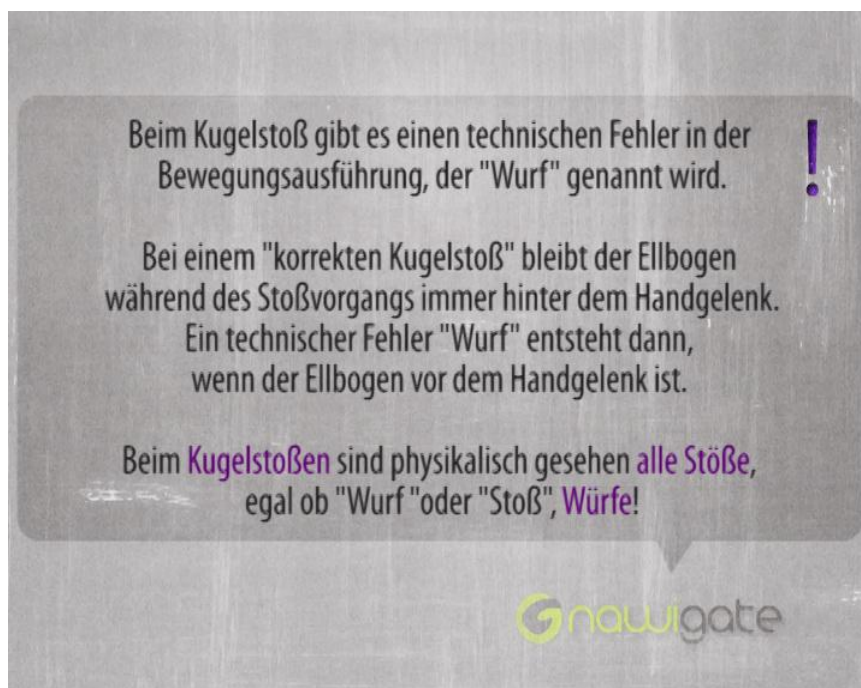 Beim Kugelstoß gibt es einen technischen Fehler in der
Bewegungsausführung, der "Wurf" genannt wird.
!
Bei einem "korrekten Kugelstoß" bleibt der Ellbogen
während des Stoßvorgangs immer hinter dem Handgelenk.
Ein technischer Fehler "Wurf" entsteht dann,
wenn der Ellbogen vor dem Handgelenk ist.
Beim Kugelstoßen sind physikalisch gesehen alle Stöße,
egal ob "Wurf "oder "Stoß", Würfe!
Gnawigate